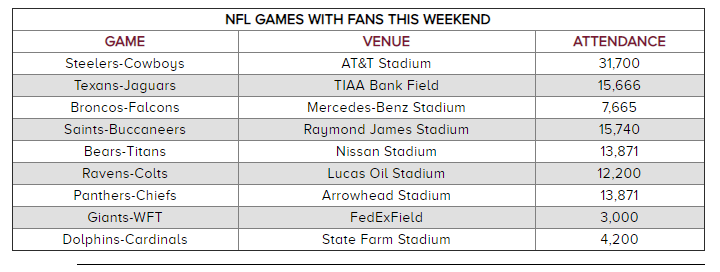 NFL GAMES WITH FANS THIS WEEKEND
GAME VENUE ATTENDANCE
Steelers-Cowboys AT&T Stadium 31,700
Texans-Jaguars TIAA Bank Field 15,666
Broncos-Falcons Mercedes-Benz Stadium 7,665
Saints-Buccaneers Raymond James Stadium 15,740
Bears-Titans Nissan Stadium 13,871
Ravens-Colts Lucas Oil Stadium 12,200
Panthers-Chiefs Arrowhead Stadium 13,871
Giants-WFT FedExField 3,000
Dolphins-Cardinals State Farm Stadium 4,200